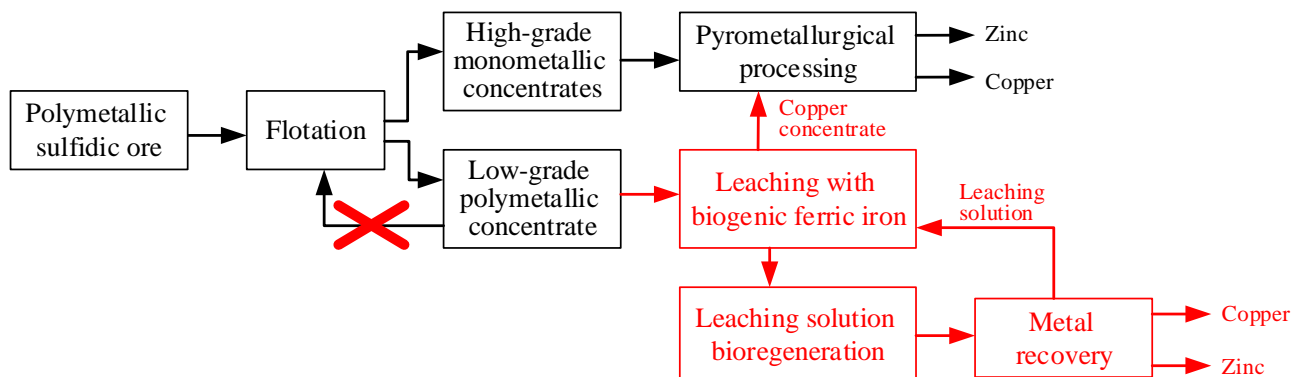 Polymetallic
sulfidic ore
Flotation
High-grade
monometallic
concentrates
Pyrometallurgical
processing
Zinc
Copper
Copper
concentrate
Low-grade
polymetallic
concentrate
Leaching with
biogenic ferric iron
Leaching
solution
Leaching solution
bioregeneration
Metal
recovery
Copper
Zinc